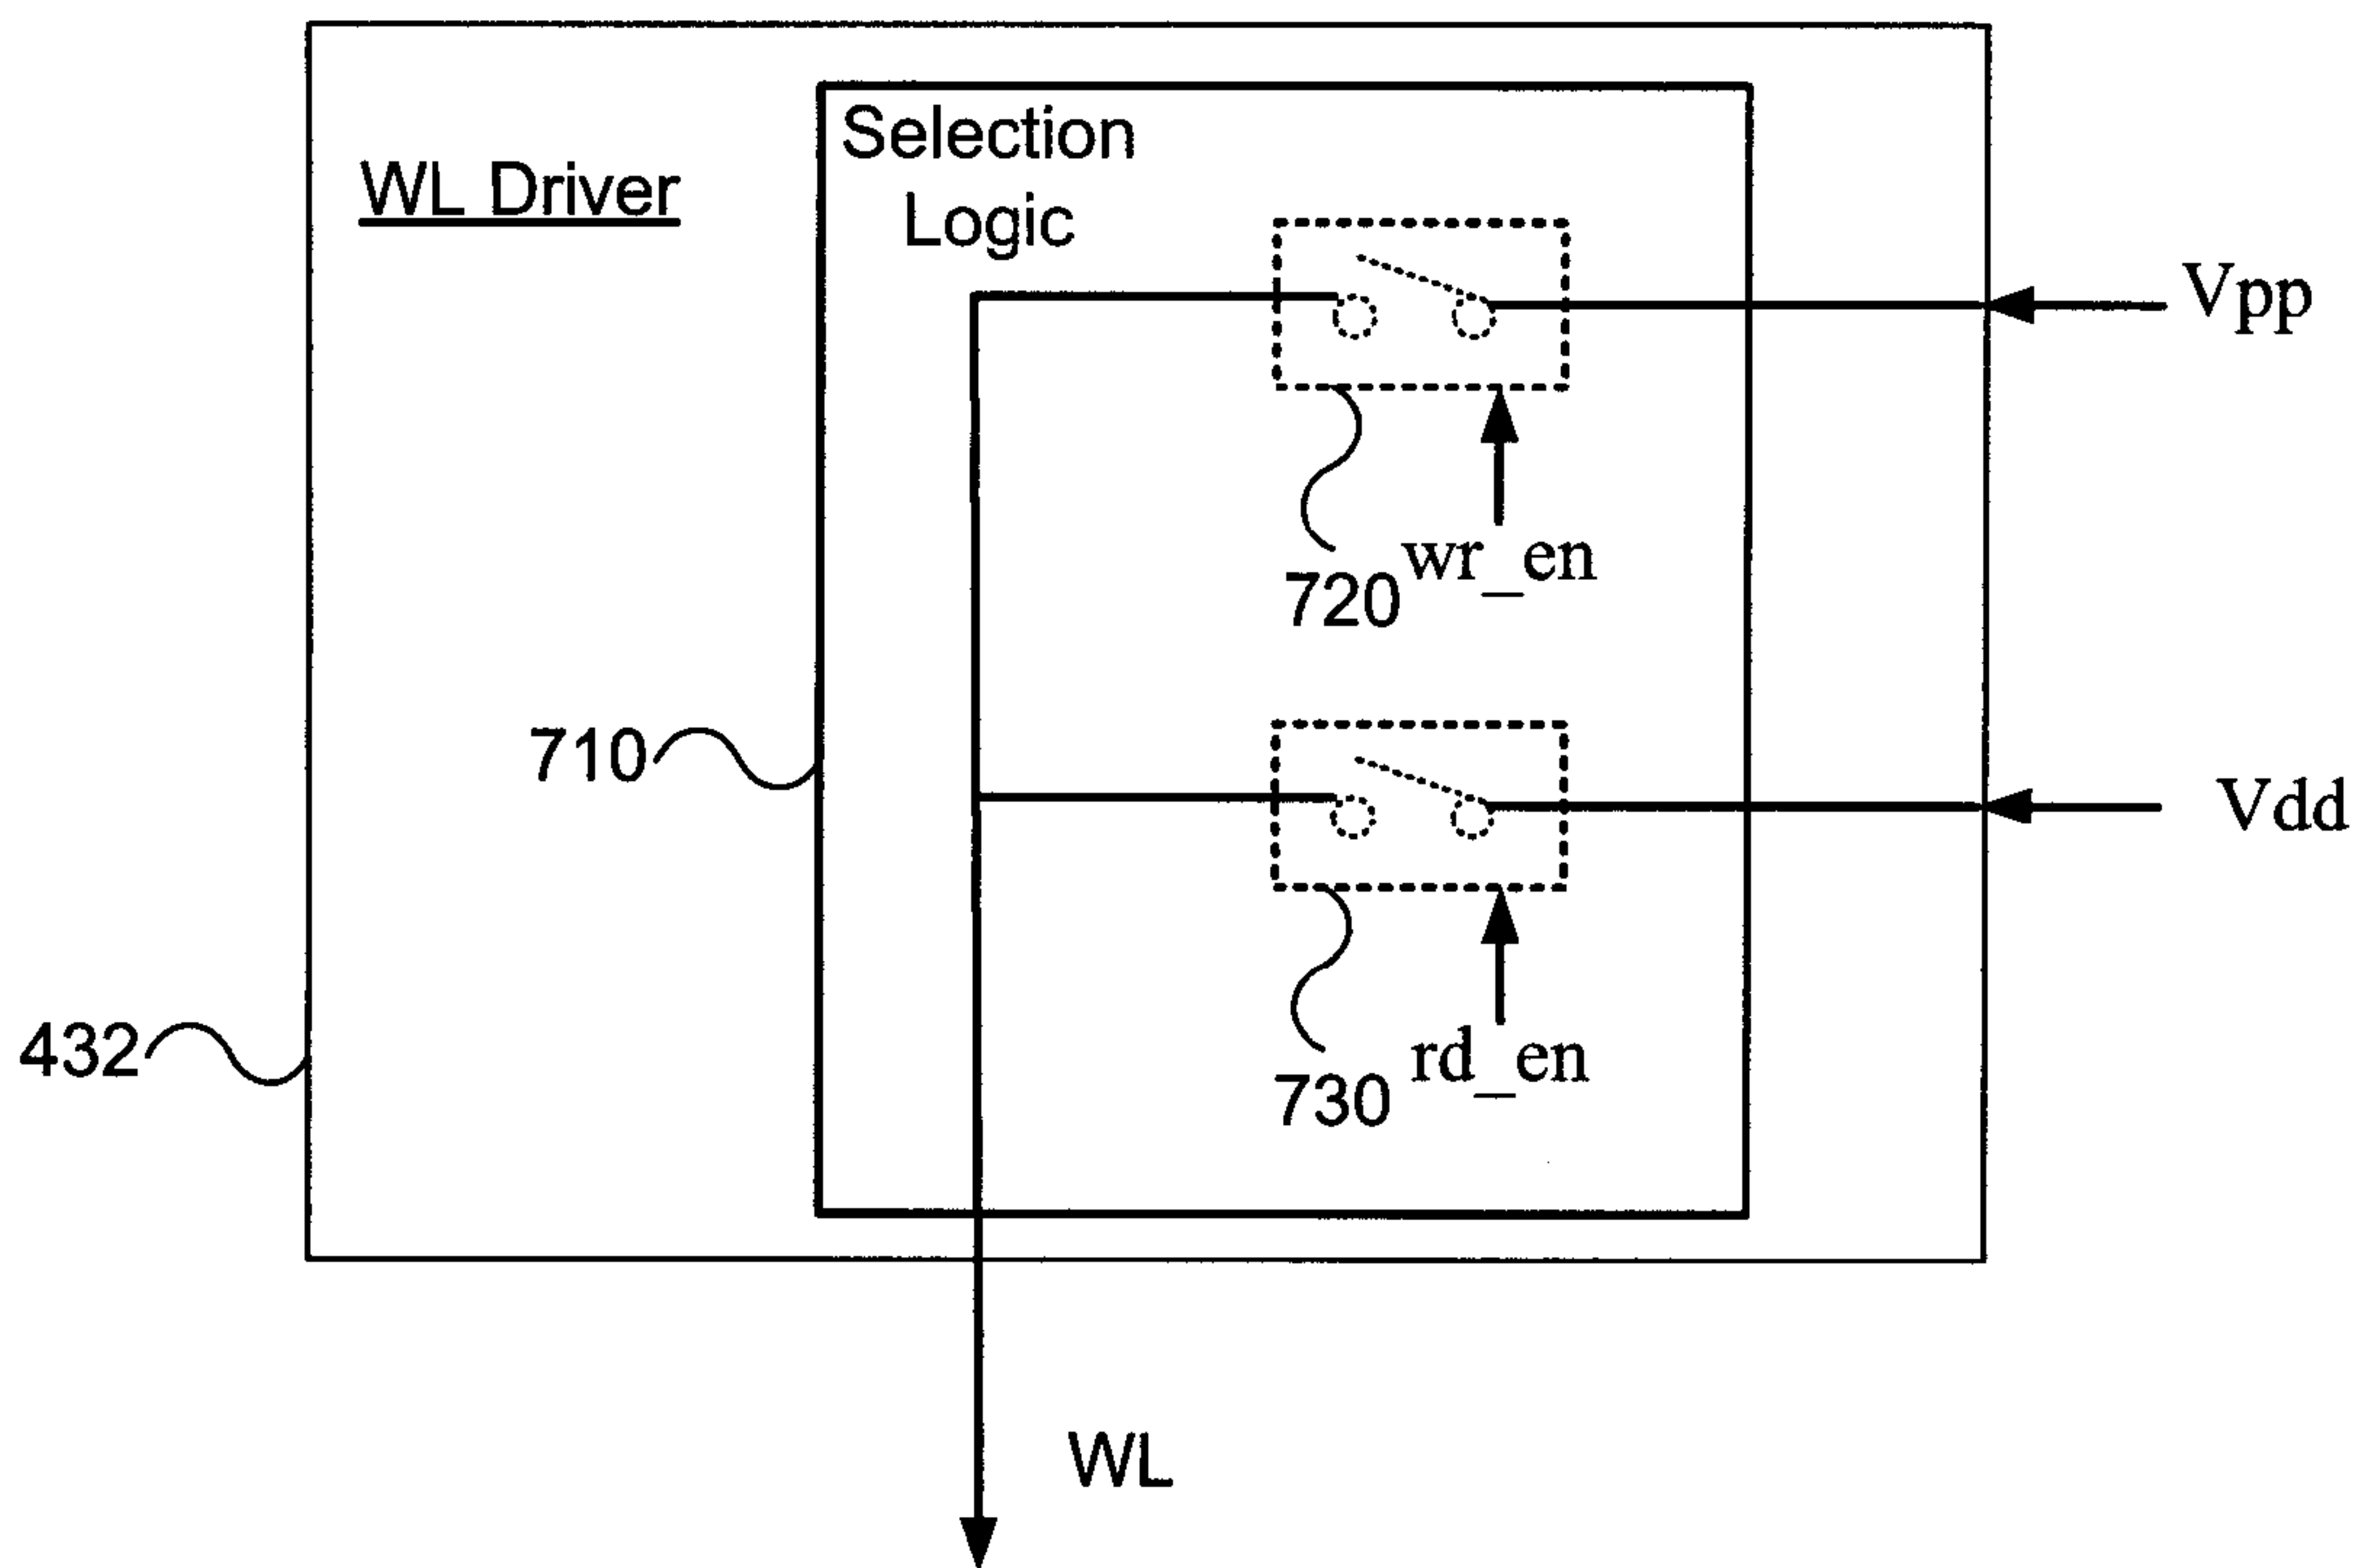 WL Driver
Selection
Logic
Vpp
720
wr_en
710
Vdd
432
730
rd_en
WL